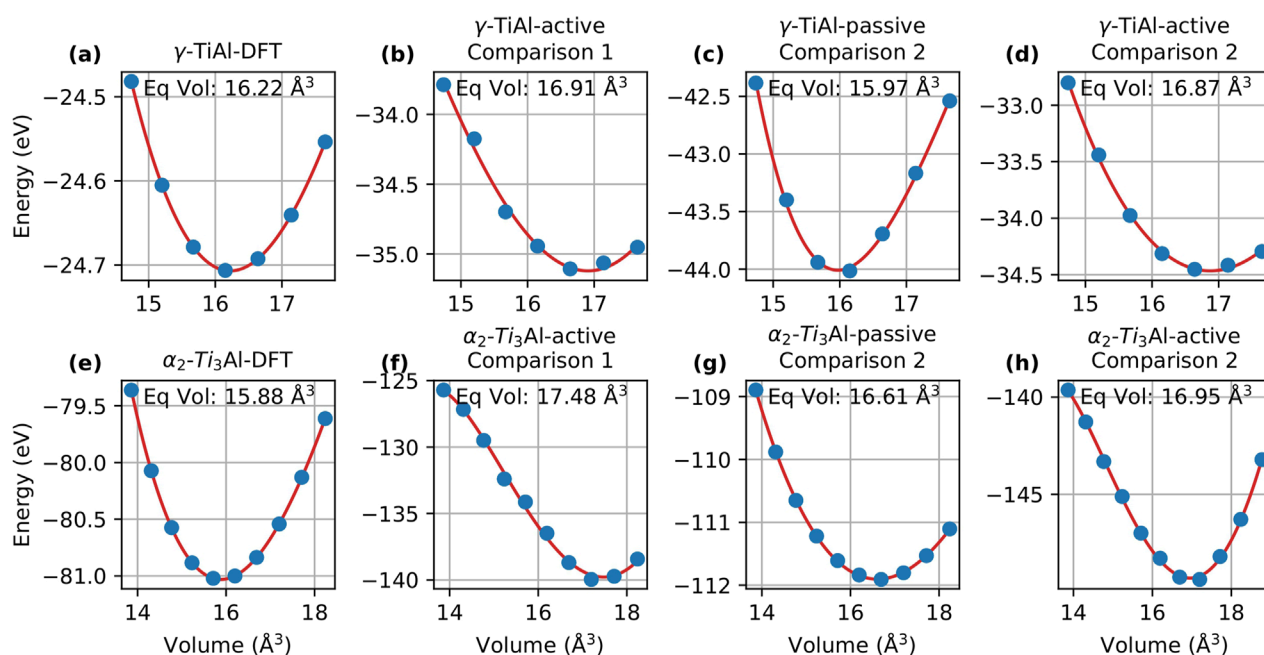 (a) γ-TiAl-DFT
Eq Vol: 16.22 Å³
Energy (eV)
−24.5
−24.6
−24.7
15 16 17
(b) γ-TiAl-active
Comparison 1
Eq Vol: 16.91 Å³
−34.0
−34.5
−35.0
15 16 17
(c) γ-TiAl-passive
Comparison 2
Eq Vol: 15.97 Å³
−42.5
−43.0
−43.5
−44.0
15 16 17
(d) γ-TiAl-active
Comparison 2
Eq Vol: 16.87 Å³
−33.0
−33.5
−34.0
−34.5
14 15 16 17
(e) α₂-Ti₃Al-DFT
Eq Vol: 15.88 Å³
Energy (eV)
−79.5
−80.0
−80.5
−81.0
14 16 18
Volume (Å³)
(f) α₂-Ti₃Al-active
Comparison 1
Eq Vol: 17.48 Å³
−125
−130
−135
−140
14 16 18
Volume (Å³)
(g) α₂-Ti₃Al-passive
Comparison 2
Eq Vol: 16.61 Å³
−109
−110
−111
−112
14 16 18
Volume (Å³)
(h) α₂-Ti₃Al-active
Comparison 2
Eq Vol: 16.95 Å³
−140
−145
14 16 18
Volume (Å³)